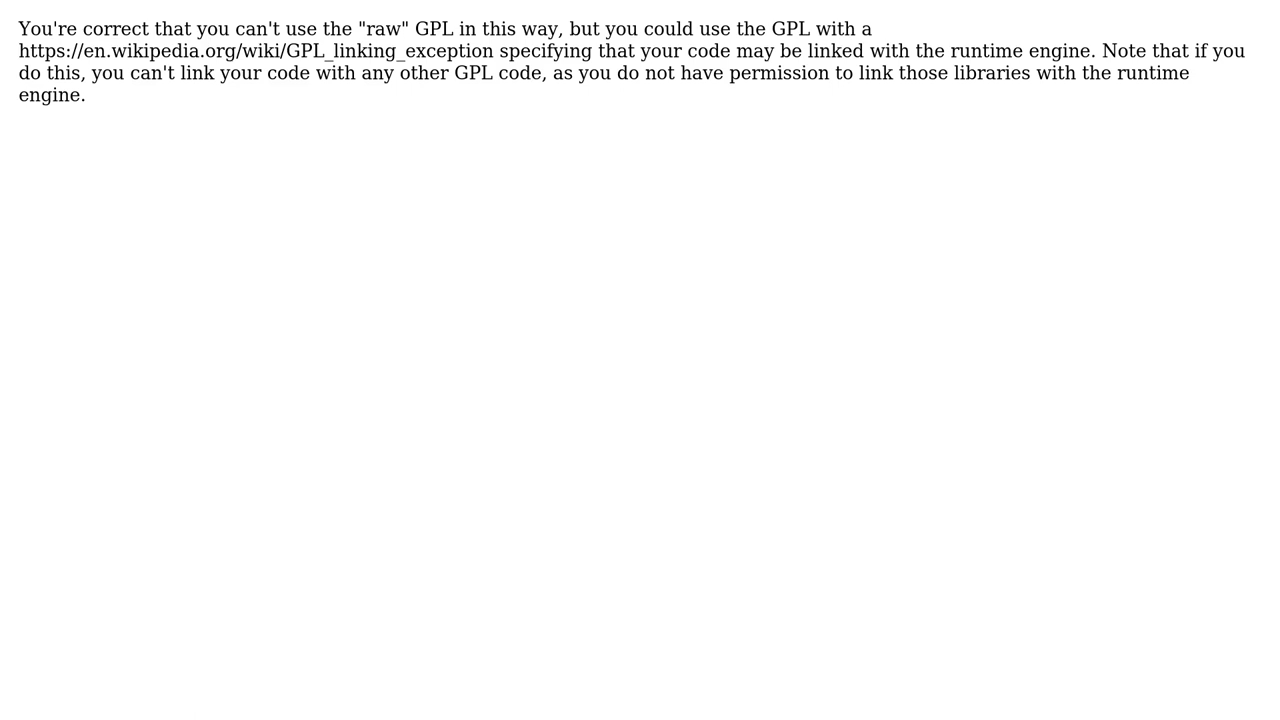 You're correct that you can't use the "raw" GPL in this way, but you could use the GPL with a
https://en.wikipedia.org/wiki/GPL_linking_exception specifying that your code may be linked with the runtime engine. Note that if you
do this, you can't link your code with any other GPL code, as you do not have permission to link those libraries with the runtime
engine.